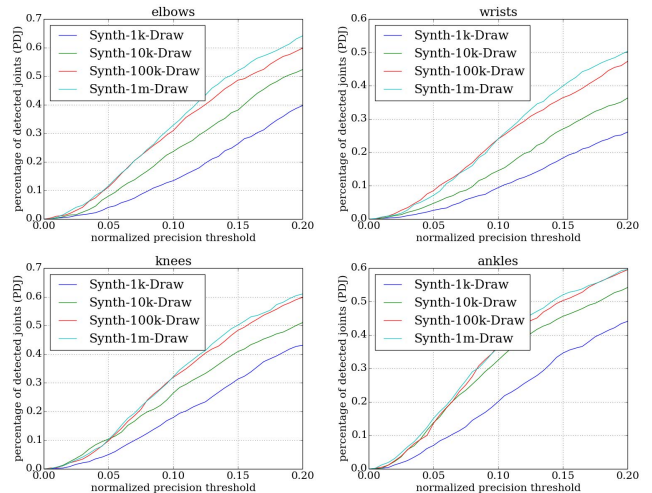 elbows
percentage of detected joints (PDJ)
0.7
0.6
0.5
0.4
0.3
0.2
0.1
0.0
Synth-1k-Draw
Synth-10k-Draw
Synth-100k-Draw
Synth-1m-Draw
0.00 0.05 0.10 0.15 0.20
normalized precision threshold
wrists
percentage of detected joints (PDJ)
0.6
0.5
0.4
0.3
0.2
0.1
0.0
Synth-1k-Draw
Synth-10k-Draw
Synth-100k-Draw
Synth-1m-Draw
0.00 0.05 0.10 0.15 0.20
normalized precision threshold
knees
percentage of detected joints (PDJ)
0.7
0.6
0.5
0.4
0.3
0.2
0.1
0.0
Synth-1k-Draw
Synth-10k-Draw
Synth-100k-Draw
Synth-1m-Draw
0.00 0.05 0.10 0.15 0.20
normalized precision threshold
ankles
percentage of detected joints (PDJ)
0.6
0.5
0.4
0.3
0.2
0.1
0.0
Synth-1k-Draw
Synth-10k-Draw
Synth-100k-Draw
Synth-1m-Draw
0.00 0.05 0.10 0.15 0.20
normalized precision threshold